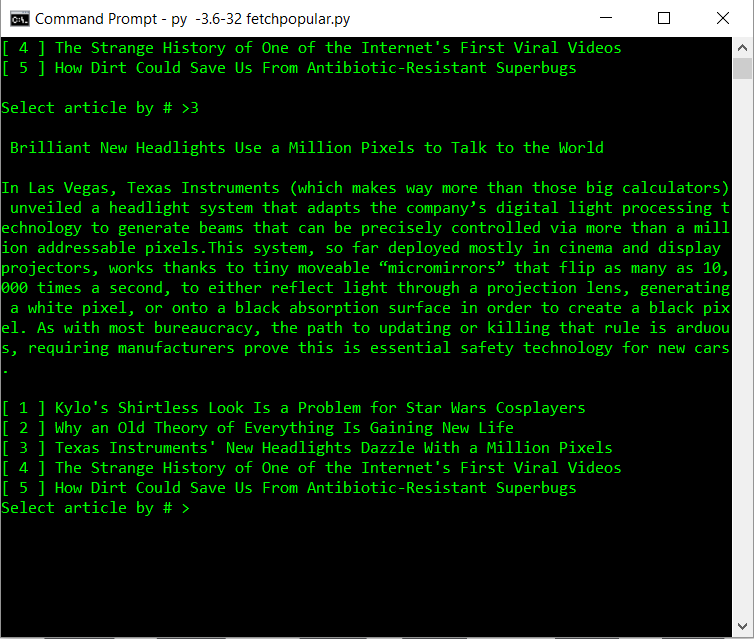 Command Prompt - py  -3.6-32 fetchpopular.py
[ 4 ] The Strange History of One of the Internet's First Viral Videos
[ 5 ] How Dirt Could Save Us From Antibiotic-Resistant Superbugs
Select article by # >3
Brilliant New Headlights Use a Million Pixels to Talk to the World
In Las Vegas, Texas Instruments (which makes way more than those big calculators)
unveiled a headlight system that adapts the company’s digital light processing t
echnology to generate beams that can be precisely controlled via more than a mill
ion addressable pixels.This system, so far deployed mostly in cinema and display
projectors, works thanks to tiny moveable “micromirrors” that flip as many as 10,
000 times a second, to either reflect light through a projection lens, generating
a white pixel, or onto a black absorption surface in order to create a black pix
el. As with most bureaucracy, the path to updating or killing that rule is arduou
s, requiring manufacturers prove this is essential safety technology for new cars
.
[ 1 ] Kylo's Shirtless Look Is a Problem for Star Wars Cosplayers
[ 2 ] Why an Old Theory of Everything Is Gaining New Life
[ 3 ] Texas Instruments' New Headlights Dazzle With a Million Pixels
[ 4 ] The Strange History of One of the Internet's First Viral Videos
[ 5 ] How Dirt Could Save Us From Antibiotic-Resistant Superbugs
Select article by # >